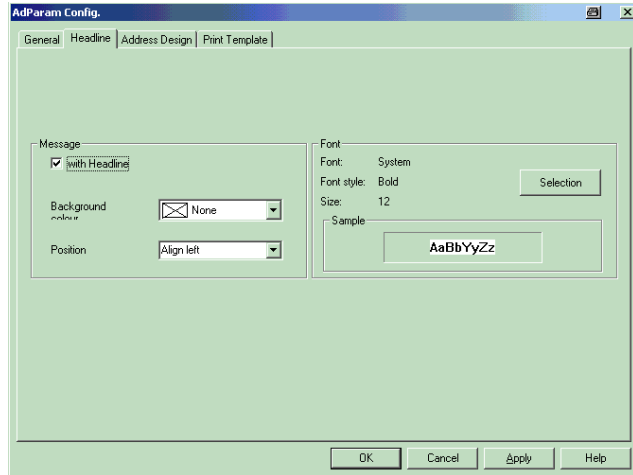 AdParam Config.
General Headline Address Design Print Template
Message
with Headline
Background
colour
None
Position
Align left
Font
Font: System
Font style: Bold
Size: 12
Selection
Sample
AaBbYyZz
OK Cancel Apply Help